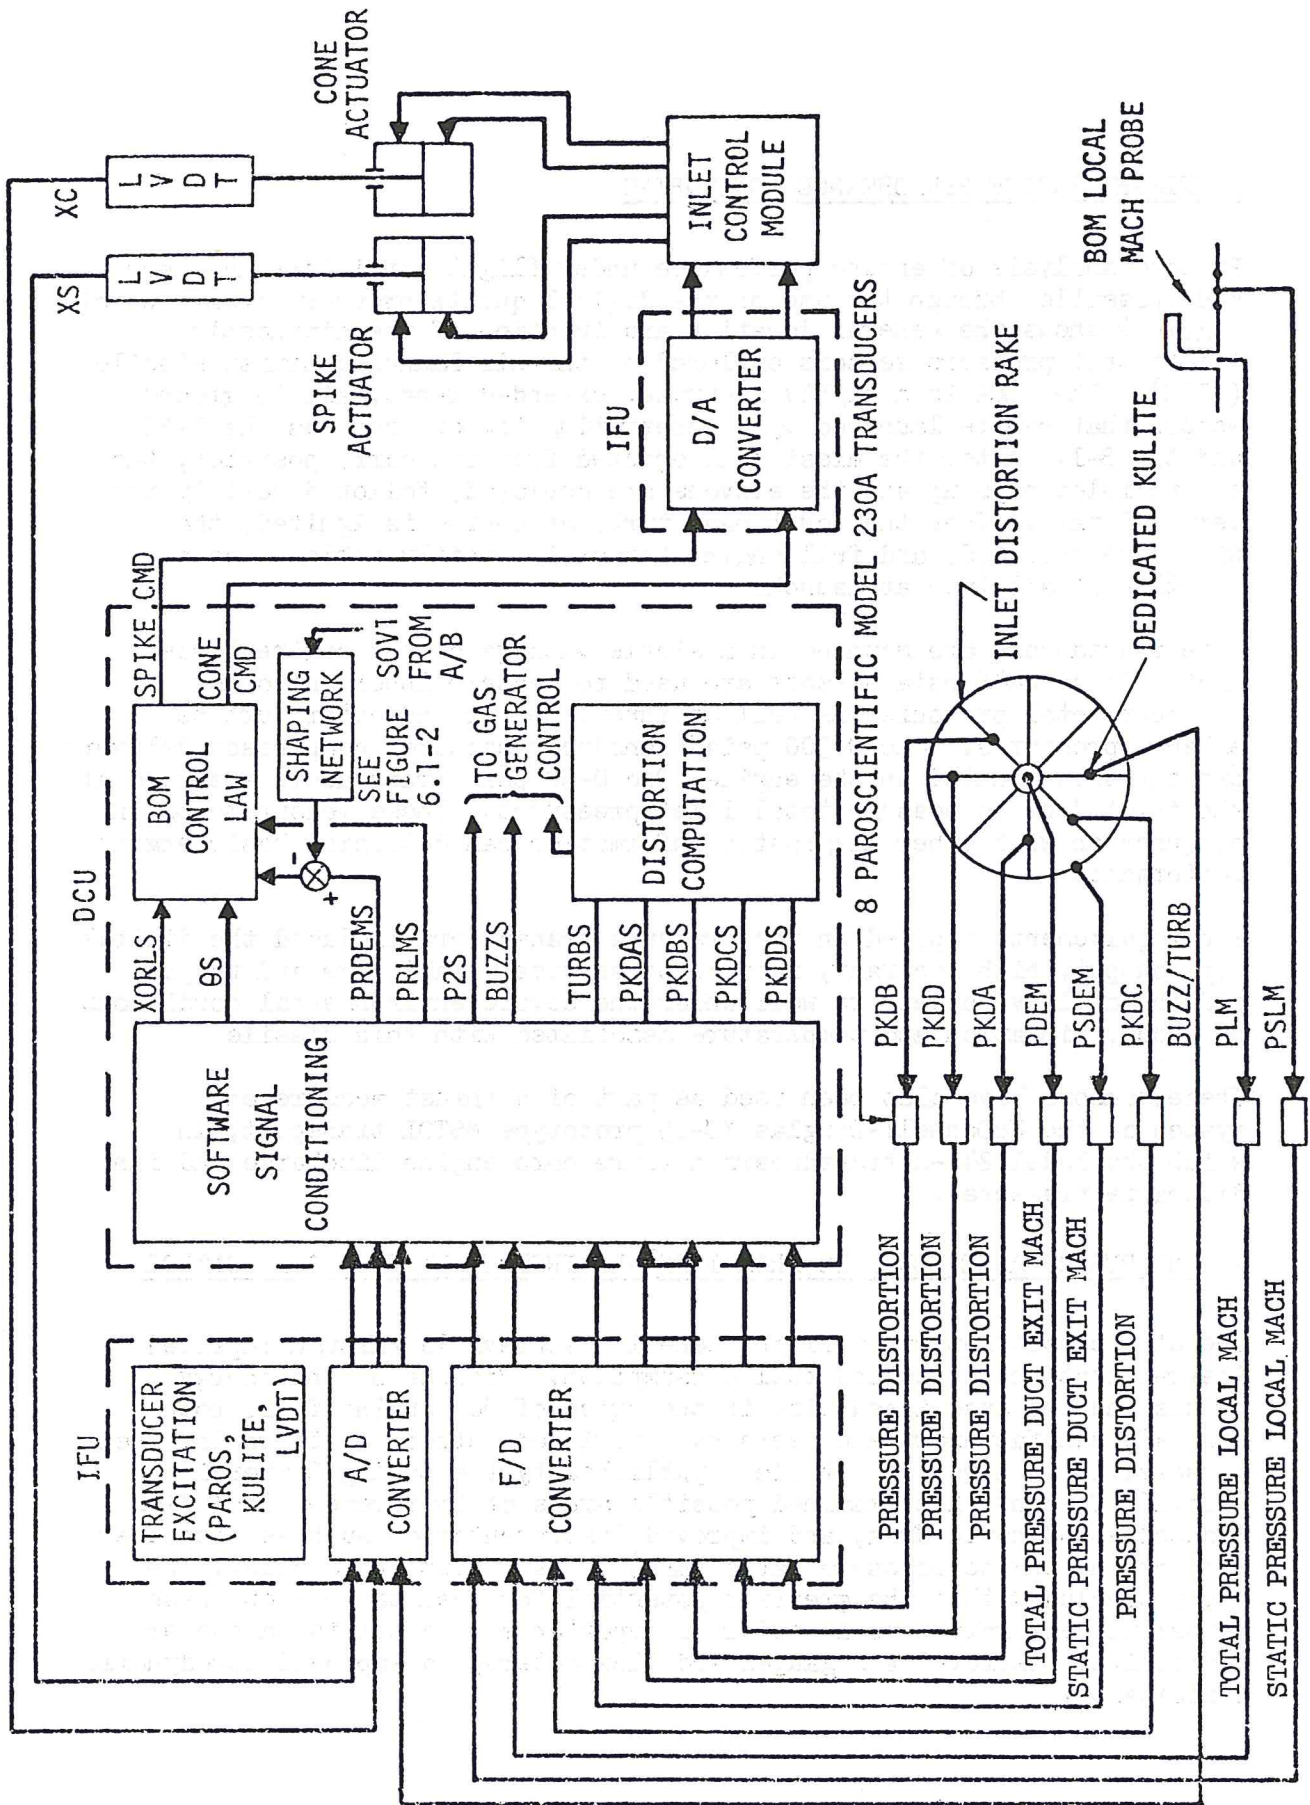 XC
L V D T
XS
L V D T
CONE
ACTUATOR
SPIKE
ACTUATOR
INLET
CONTROL
MODULE
IFU
D/A
CONVERTER
DCU
SPIKE CMD
CONE
CMD
BOM
CONTROL
LAW
SHAPING
NETWORK
SEE
FIGURE
6.1-2
SOV1
FROM
A/B
-
+
TO GAS
GENERATOR
CONTROL
DISTORTION
COMPUTATION
XORLS
θS
PRDEMS
PRLMS
P2S
BUZZS
TURBS
PKDAS
PKDBS
PKDCS
PKDDS
SOFTWARE
SIGNAL
CONDITIONING
IFU
TRANSDUCER
EXCITATION
(PAROS,
KULITE,
LVDT)
A/D
CONVERTER
F/D
CONVERTER
8 PAROSCIENTIFIC MODEL 230A TRANSDUCERS
PRESSURE DISTORTION PKDB
PRESSURE DISTORTION PKDD
PRESSURE DISTORTION PKDA
TOTAL PRESSURE DUCT EXIT MACH PDEM
STATIC PRESSURE DUCT EXIT MACH PSDEM
PRESSURE DISTORTION PKDC
BUZZ/TURB
TOTAL PRESSURE LOCAL MACH PLM
STATIC PRESSURE LOCAL MACH PSLM
INLET DISTORTION RAKE
DEDICATED KULITE
BOM LOCAL
MACH PROBE